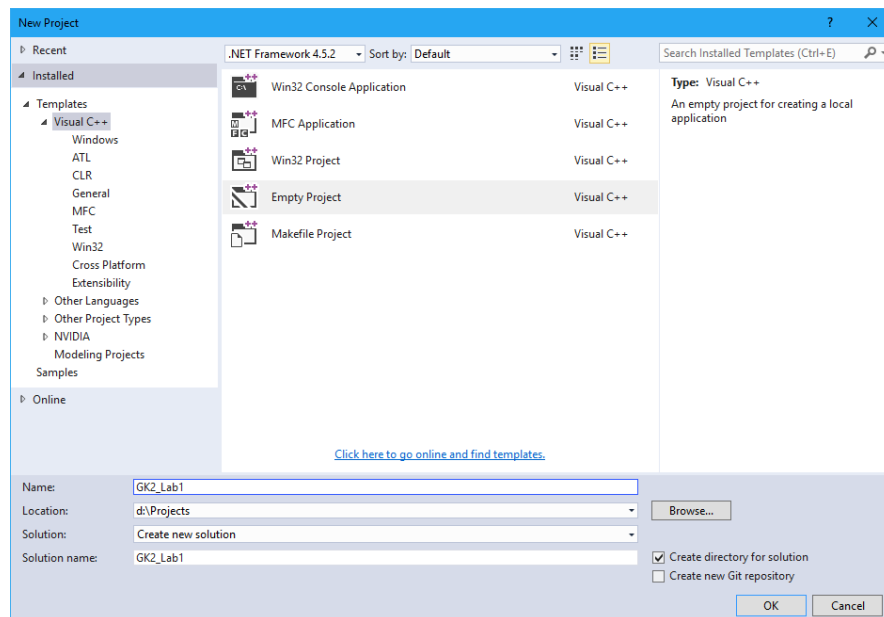 New Project
?
Recent
Installed
Templates
Visual C++
Windows
ATL
CLR
General
MFC
Test
Win32
Cross Platform
Extensibility
Other Languages
Other Project Types
NVIDIA
Modeling Projects
Samples
Online
.NET Framework 4.5.2 Sort by: Default
Win32 Console Application Visual C++
MFC Application Visual C++
Win32 Project Visual C++
Empty Project Visual C++
Makefile Project Visual C++
Click here to go online and find templates.
Search Installed Templates (Ctrl+E)
Type: Visual C++
An empty project for creating a local
application
Name: GK2_Lab1
Location: d:\Projects Browse...
Solution: Create new solution
Solution name: GK2_Lab1 Create directory for solution
Create new Git repository
OK Cancel